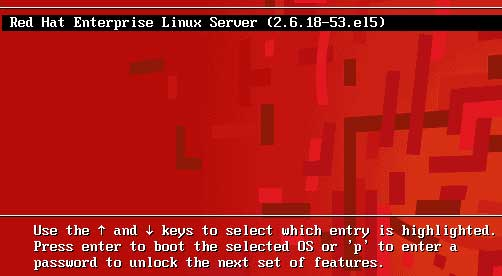 Red Hat Enterprise Linux Server (2.6.18-53.el5)
Use the ↑ and ↓ keys to select which entry is highlighted.
Press enter to boot the selected OS or 'p' to enter a
password to unlock the next set of features.